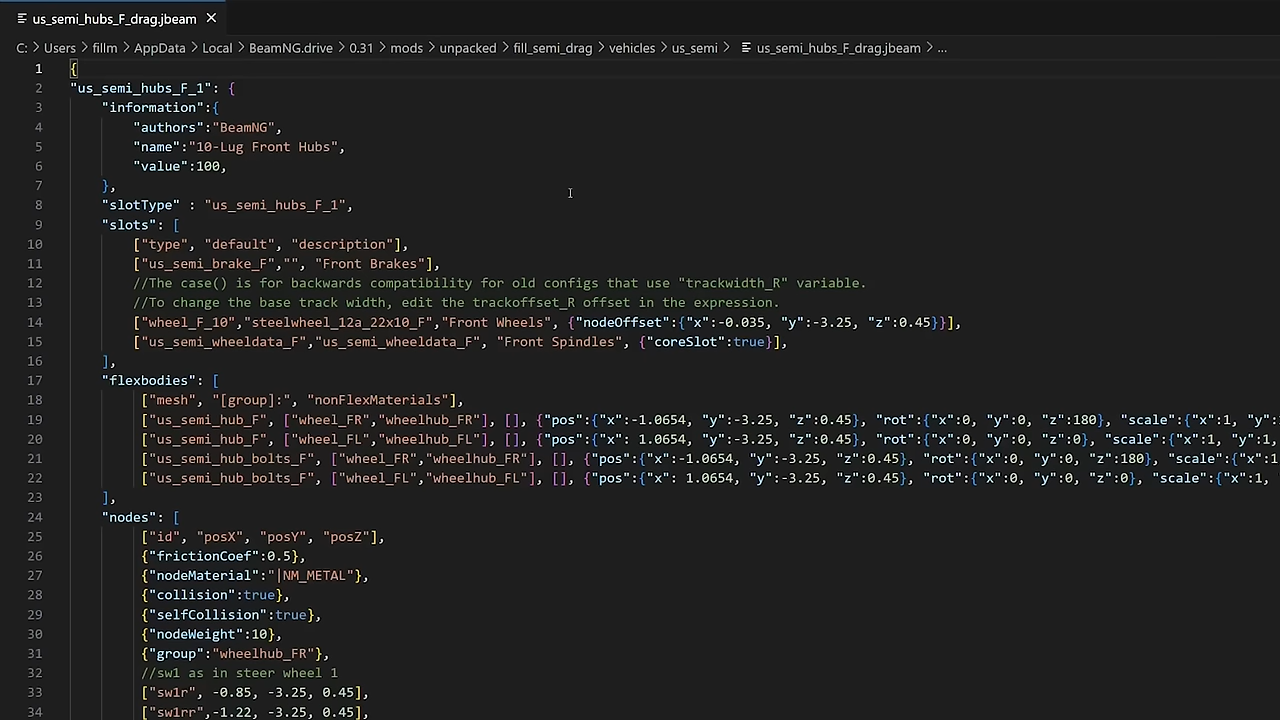 us_semi_hubs_F_drag.jbeam ×
C: > Users > fillm > AppData > Local > BeamNG.drive > 0.31 > mods > unpacked > fill_semi_drag > vehicles > us_semi > us_semi_hubs_F_drag.jbeam > ...
1 {
2 "us_semi_hubs_F_1": {
3 "information":{
4 "authors":"BeamNG",
5 "name":"10-Lug Front Hubs",
6 "value":100,
7 },
8 "slotType" : "us_semi_hubs_F_1",
9 "slots": [
10 ["type", "default", "description"],
11 ["us_semi_brake_F","", "Front Brakes"],
12 //The case() is for backwards compatibility for old configs that use "trackwidth_R" variable.
13 //To change the base track width, edit the trackoffset_R offset in the expression.
14 ["wheel_F_10","steelwheel_12a_22x10_F","Front Wheels", {"nodeOffset":{"x":-0.035, "y":-3.25, "z":0.45}}],
15 ["us_semi_wheeldata_F","us_semi_wheeldata_F", "Front Spindles", {"coreSlot":true}],
16 ],
17 "flexbodies": [
18 ["mesh", "[group]:", "nonFlexMaterials"],
19 ["us_semi_hub_F", ["wheel_FR","wheelhub_FR"], [], {"pos":{"x":-1.0654, "y":-3.25, "z":0.45}, "rot":{"x":0, "y":0, "z":180}, "scale":{"x":1, "y":
20 ["us_semi_hub_F", ["wheel_FL","wheelhub_FL"], [], {"pos":{"x": 1.0654, "y":-3.25, "z":0.45}, "rot":{"x":0, "y":0, "z":0}, "scale":{"x":1, "y":1,
21 ["us_semi_hub_bolts_F", ["wheel_FR","wheelhub_FR"], [], {"pos":{"x":-1.0654, "y":-3.25, "z":0.45}, "rot":{"x":0, "y":0, "z":180}, "scale":{"x":1
22 ["us_semi_hub_bolts_F", ["wheel_FL","wheelhub_FL"], [], {"pos":{"x": 1.0654, "y":-3.25, "z":0.45}, "rot":{"x":0, "y":0, "z":0}, "scale":{"x":1,
23 ],
24 "nodes": [
25 ["id", "posX", "posY", "posZ"],
26 {"frictionCoef":0.5},
27 {"nodeMaterial":"|NM_METAL"},
28 {"collision":true},
29 {"selfCollision":true},
30 {"nodeWeight":10},
31 {"group":"wheelhub_FR"},
32 //sw1 as in steer wheel 1
33 ["sw1r", -0.85, -3.25, 0.45],
34 ["sw1rr",-1.22, -3.25, 0.45],